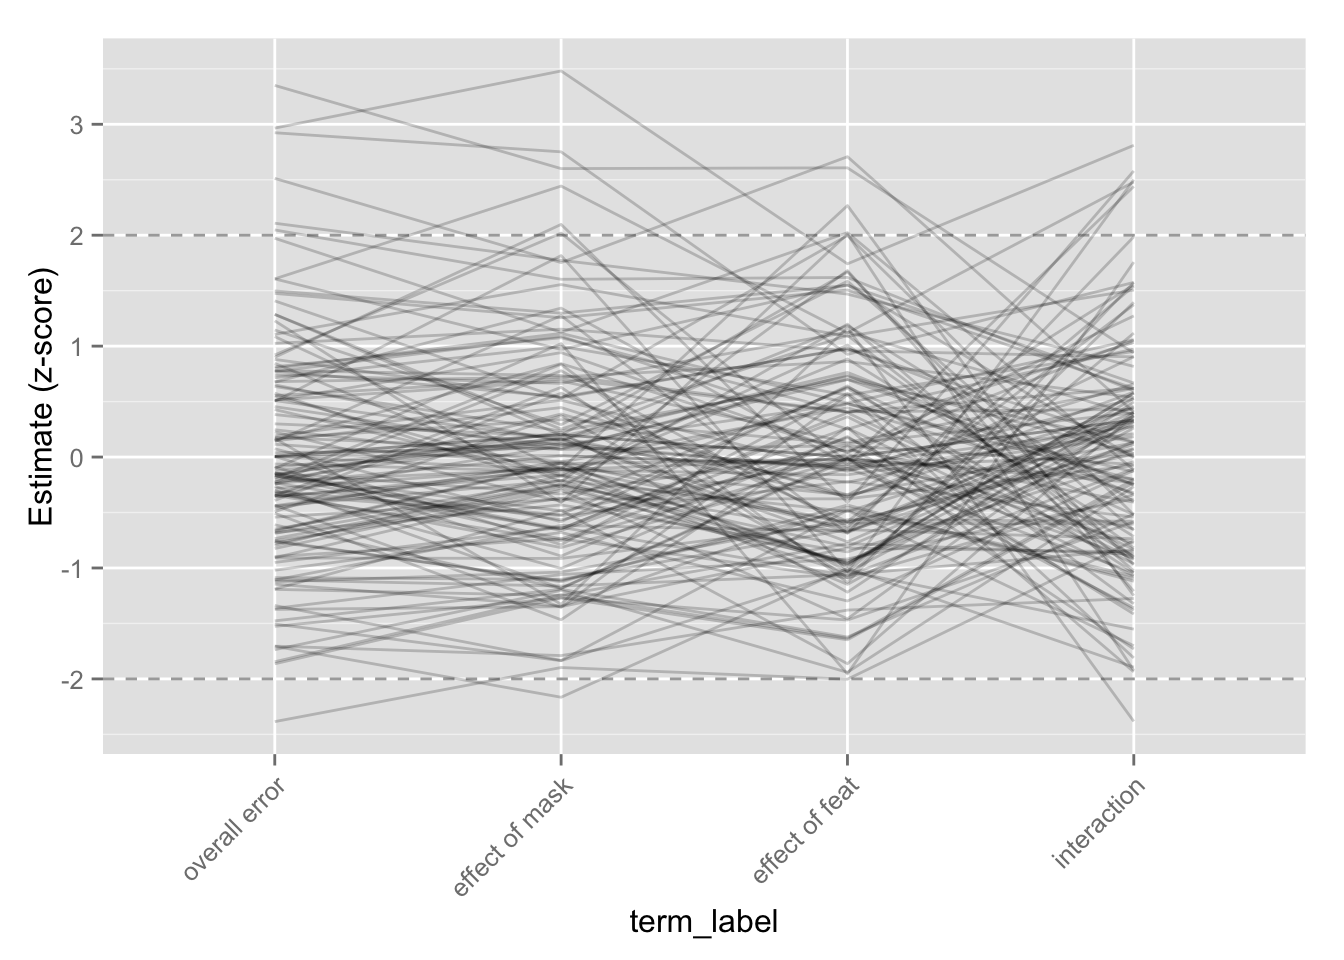 Estimate (z-score)
3
2
1
0
-1
-2
overall error
effect of mask
effect of feat
interaction
term_label